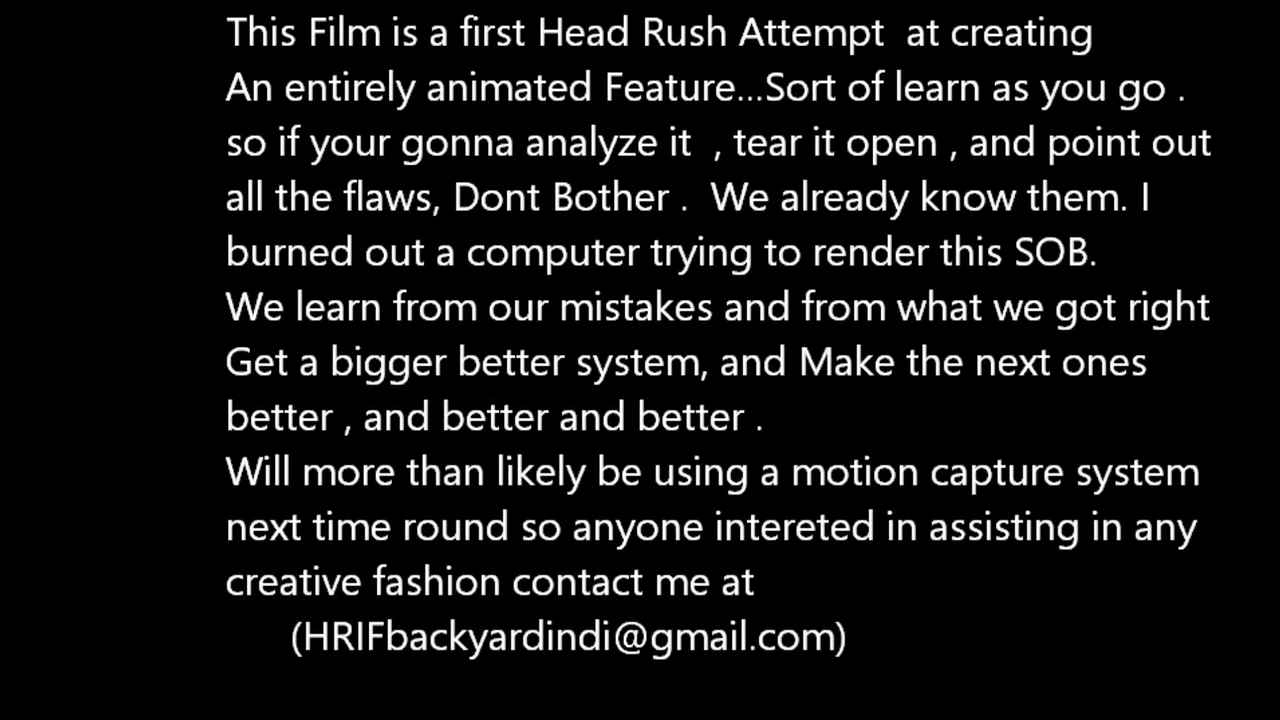 This Film is a first Head Rush Attempt  at creating
An entirely animated Feature...Sort of learn as you go .
so if your gonna analyze it  , tear it open , and point out
all the flaws, Dont Bother .  We already know them. I
burned out a computer trying to render this SOB.
We learn from our mistakes and from what we got right
Get a bigger better system, and Make the next ones
better , and better and better .
Will more than likely be using a motion capture system
next time round so anyone intereted in assisting in any
creative fashion contact me at
(HRIFbackyardindi@gmail.com)